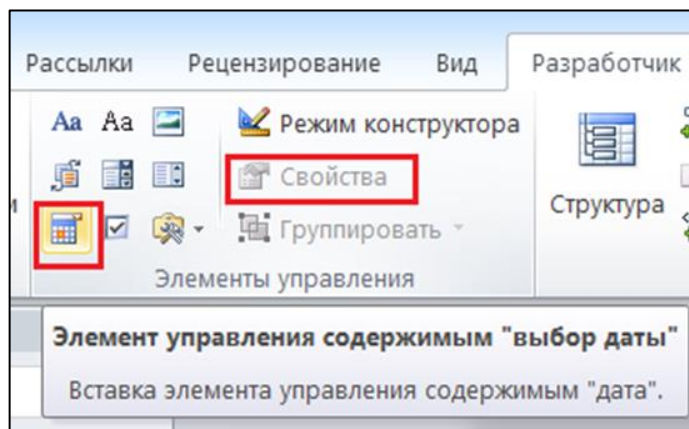 Рассылки Рецензирование Вид Разработчик
Aa Aa Режим конструктора
Свойства
Структура
Группировать
Элементы управления
Элемент управления содержимым "выбор даты"
Вставка элемента управления содержимым "дата".